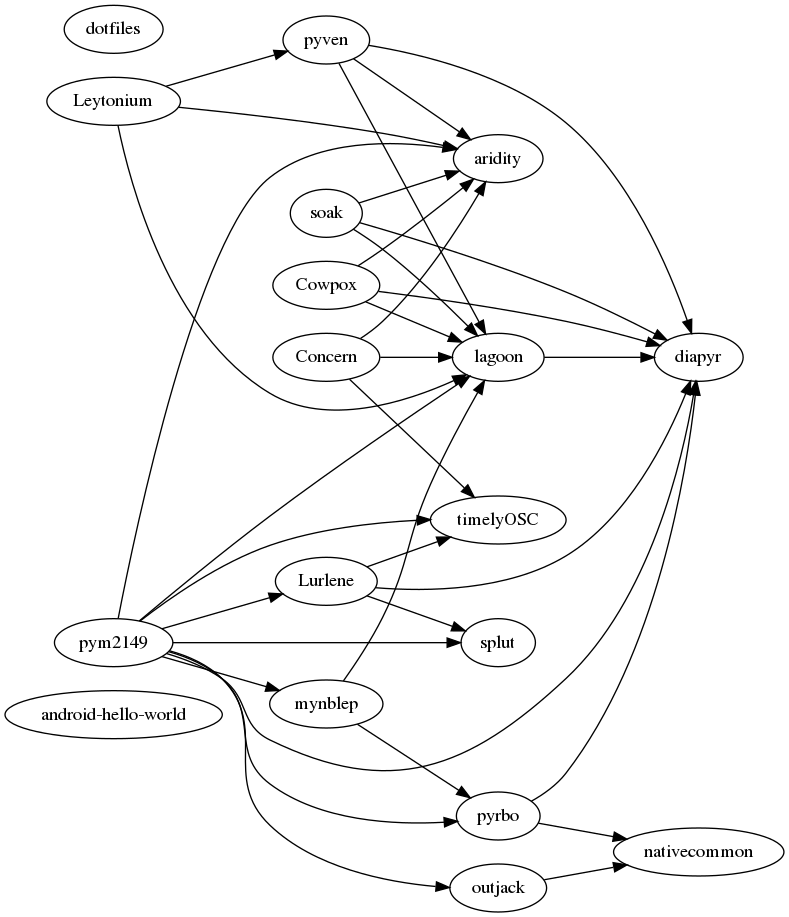 dotfiles
pyven
Leytonium
aridity
soak
Cowpox
Concern
lagoon
diapyr
timelyOSC
Lurlene
pym2149
splut
mynblep
android-hello-world
pyrbo
nativecommon
outjack